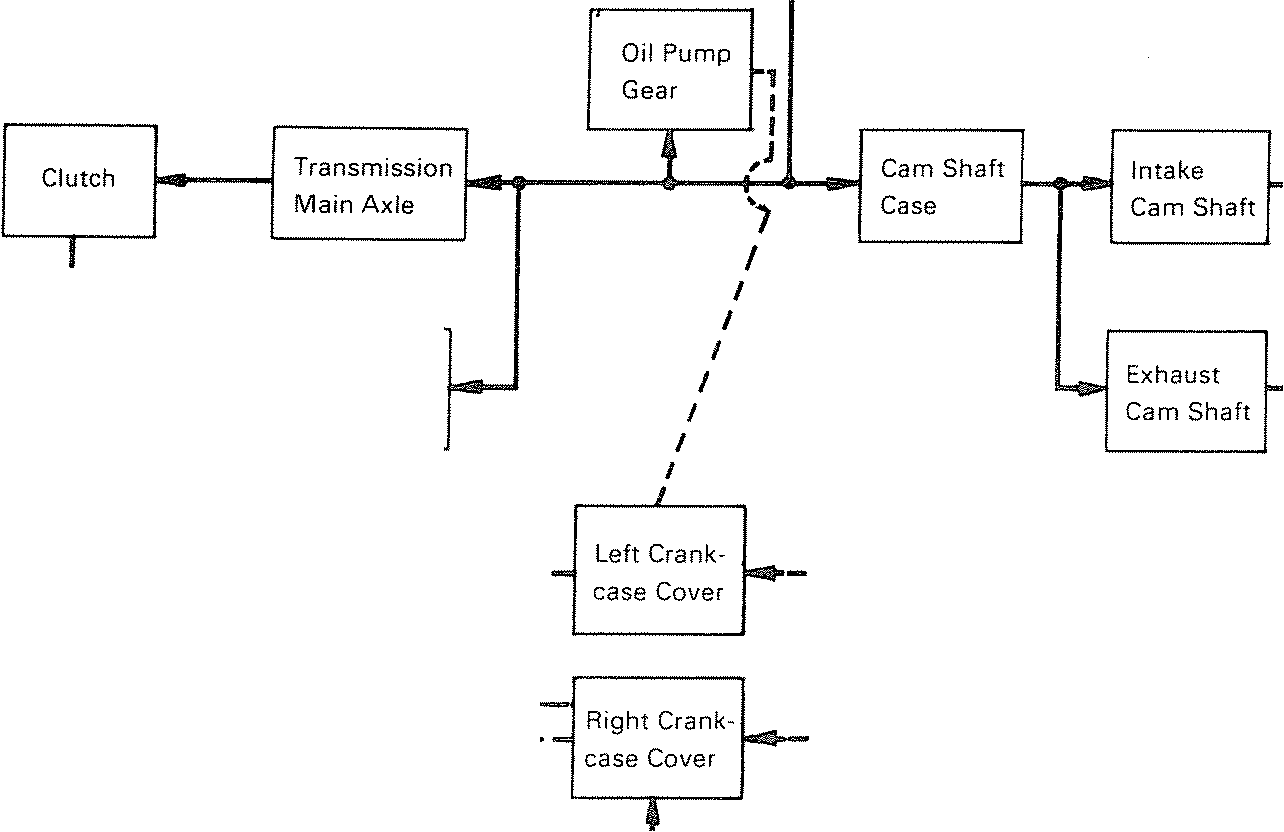 Oil Pump
Gear
Clutch
Transmission
Main Axle
Cam Shaft
Case
Intake
Cam Shaft
Exhaust
Cam Shaft
Left Crank-
case Cover
Right Crank-
case Cover